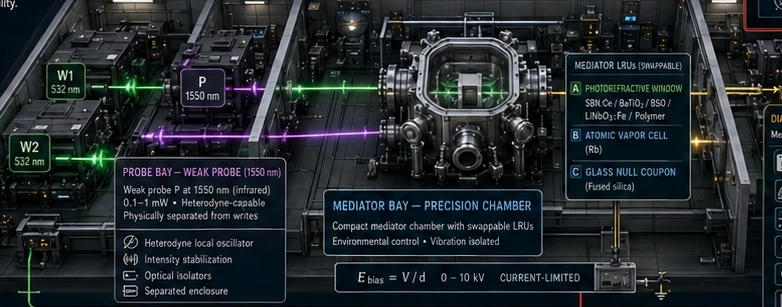 lity.
W1
532 nm
P
1550 nm
W2
532 nm
PROBE BAY — WEAK PROBE (1550 nm)
Weak probe P at 1550 nm (infrared)
0.1–1 mW • Heterodyne-capable
Physically separated from writes
Heterodyne local oscillator
Intensity stabilization
Optical isolators
Separated enclosure
MEDIATOR BAY — PRECISION CHAMBER
Compact mediator chamber with swappable LRUs
Environmental control • Vibration isolated
E bias = V / d 0 – 10 kV CURRENT-LIMITED
MEDIATOR LRUs (SWAPPABLE)
A PHOTOREFRACTIVE WINDOW
SBN:Ce / BaTiO₃ / BSO /
LiNbO₃:Fe / Polymer
B ATOMIC VAPOR CELL
(Rb)
C GLASS NULL COUPON
(Fused silica)
DIA